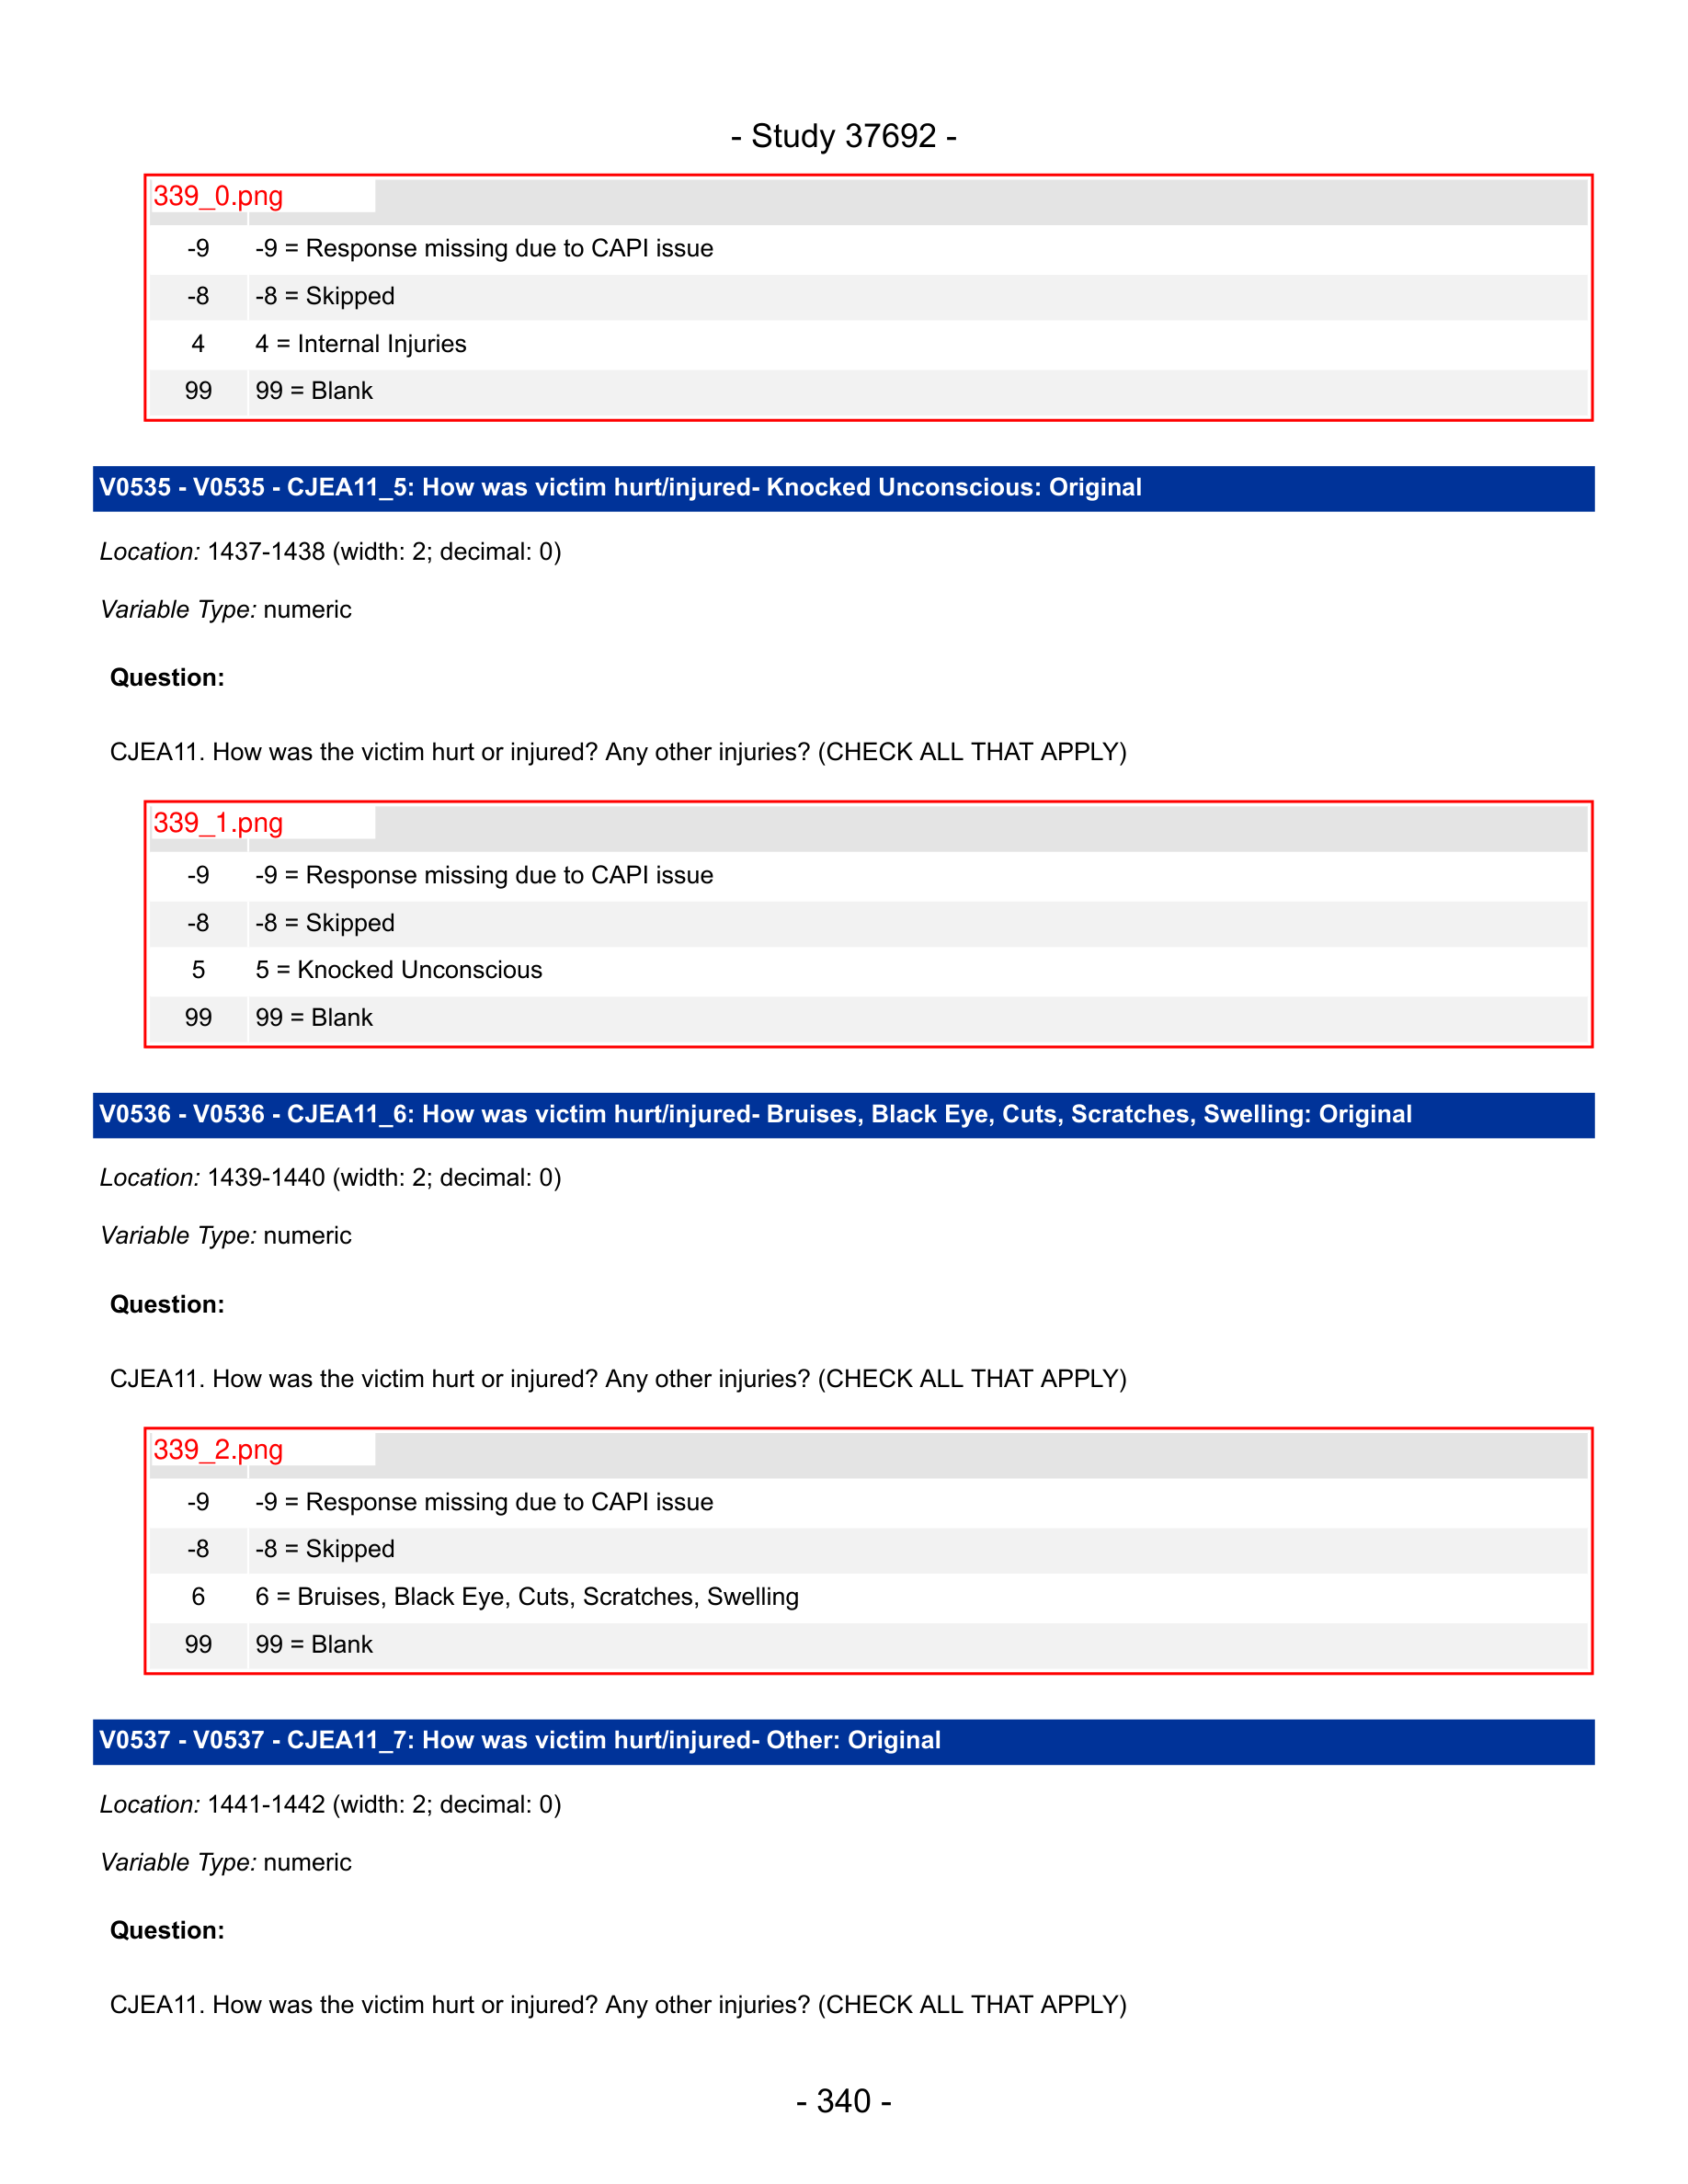 - Study 37692 -
339_0.png
-9 -9 = Response missing due to CAPI issue
-8 -8 = Skipped
4 4 = Internal Injuries
99 99 = Blank
V0535 - V0535 - CJEA11_5: How was victim hurt/injured- Knocked Unconscious: Original
Location: 1437-1438 (width: 2; decimal: 0)
Variable Type: numeric
Question:
CJEA11. How was the victim hurt or injured? Any other injuries? (CHECK ALL THAT APPLY)
339_1.png
-9 -9 = Response missing due to CAPI issue
-8 -8 = Skipped
5 5 = Knocked Unconscious
99 99 = Blank
V0536 - V0536 - CJEA11_6: How was victim hurt/injured- Bruises, Black Eye, Cuts, Scratches, Swelling: Original
Location: 1439-1440 (width: 2; decimal: 0)
Variable Type: numeric
Question:
CJEA11. How was the victim hurt or injured? Any other injuries? (CHECK ALL THAT APPLY)
339_2.png
-9 -9 = Response missing due to CAPI issue
-8 -8 = Skipped
6 6 = Bruises, Black Eye, Cuts, Scratches, Swelling
99 99 = Blank
V0537 - V0537 - CJEA11_7: How was victim hurt/injured- Other: Original
Location: 1441-1442 (width: 2; decimal: 0)
Variable Type: numeric
Question:
CJEA11. How was the victim hurt or injured? Any other injuries? (CHECK ALL THAT APPLY)
- 340 -